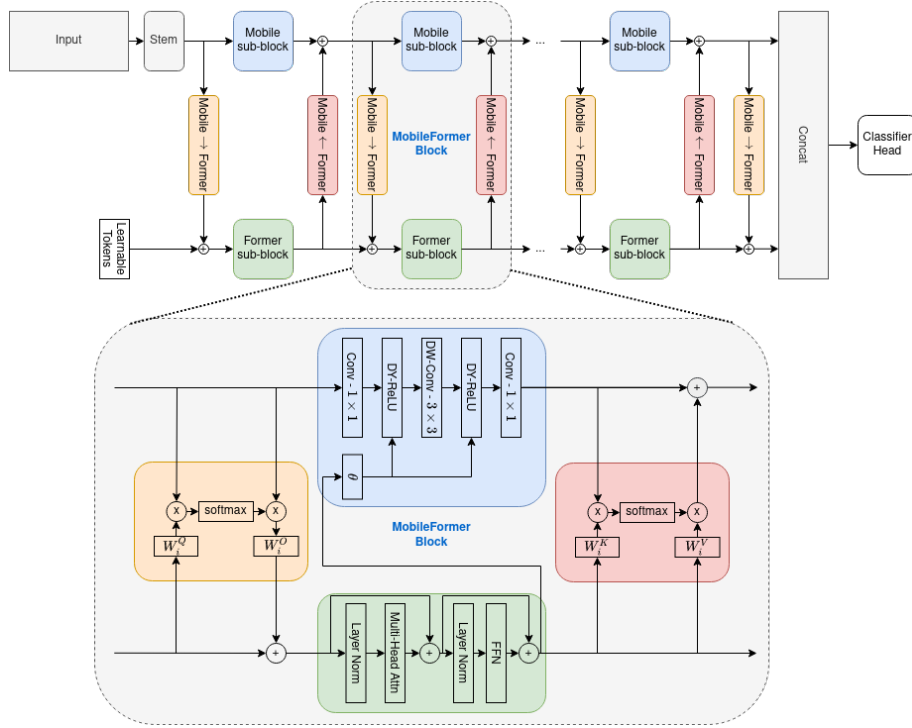 Input
Stem
Mobile
sub-block
+
Mobile
sub-block
+
...
Mobile
sub-block
+
Mobile → Former
Mobile ← Former
Mobile → Former
MobileFormer
Block
Mobile ← Former
Mobile → Former
Mobile ← Former
Mobile → Former
Concat
Classifier
Head
Learnable
Tokens
+
Former
sub-block
+
Former
sub-block
...
+
Former
sub-block
+
Conv - 1 × 1
DY-ReLU
DW-Conv - 3 × 3
DY-ReLU
Conv - 1 × 1
+
θ
x
softmax
x
W_i^Q
W_i^O
MobileFormer
Block
x
softmax
x
W_i^K
W_i^V
+
Layer Norm
Multi-Head Attn
+
Layer Norm
FFN
+